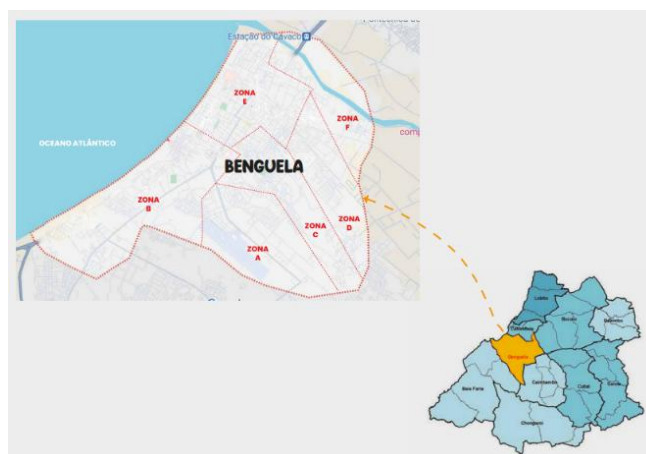 Estação do Cavaco
ZONA
E
ZONA
F
comp
OCEANO ATLÂNTICO
BENGUELA
ZONA
B
ZONA
C
ZONA
D
ZONA
A
Lobito
Bocoio
Balombo
Catumbela
Benguela
Baía Farta
Caimbambo
Cubal
Ganda
Chongoroi